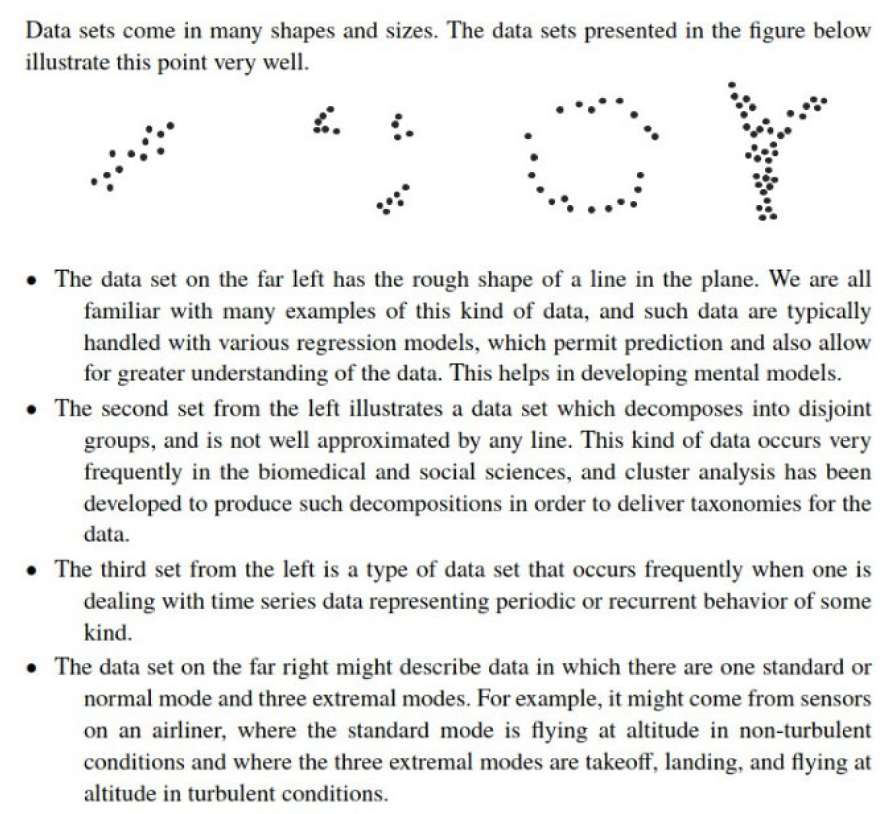 Data sets come in many shapes and sizes. The data sets presented in the figure below
illustrate this point very well.
• The data set on the far left has the rough shape of a line in the plane. We are all
familiar with many examples of this kind of data, and such data are typically
handled with various regression models, which permit prediction and also allow
for greater understanding of the data. This helps in developing mental models.
• The second set from the left illustrates a data set which decomposes into disjoint
groups, and is not well approximated by any line. This kind of data occurs very
frequently in the biomedical and social sciences, and cluster analysis has been
developed to produce such decompositions in order to deliver taxonomies for the
data.
• The third set from the left is a type of data set that occurs frequently when one is
dealing with time series data representing periodic or recurrent behavior of some
kind.
• The data set on the far right might describe data in which there are one standard or
normal mode and three extremal modes. For example, it might come from sensors
on an airliner, where the standard mode is flying at altitude in non-turbulent
conditions and where the three extremal modes are takeoff, landing, and flying at
altitude in turbulent conditions.